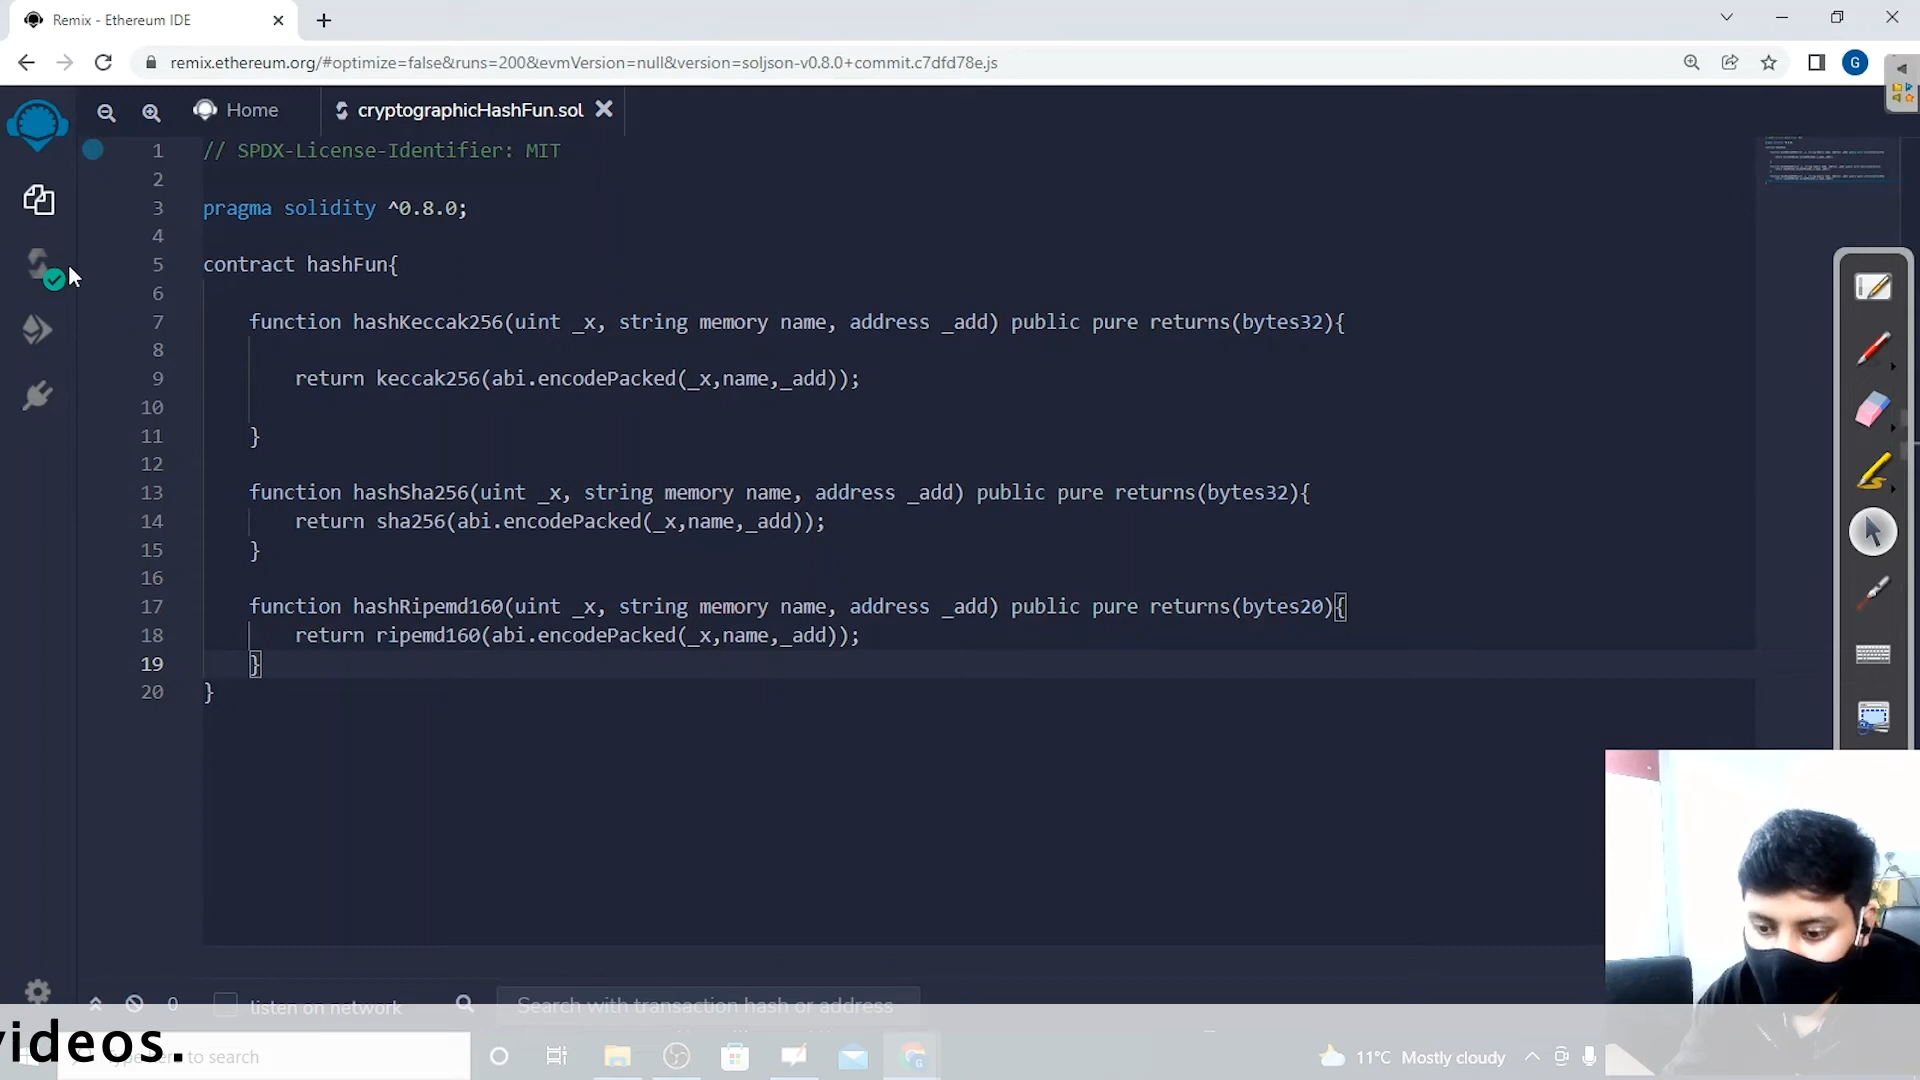 Remix - Ethereum IDE
remix.ethereum.org/#optimize=false&runs=200&evmVersion=null&version=soljson-v0.8.0+commit.c7dfd78e.js
G
Home
cryptographicHashFun.sol
1 // SPDX-License-Identifier: MIT
2
3 pragma solidity ^0.8.0;
4
5 contract hashFun{
6
7 function hashKeccak256(uint _x, string memory name, address _add) public pure returns(bytes32){
8
9 return keccak256(abi.encodePacked(_x,name,_add));
10
11 }
12
13 function hashSha256(uint _x, string memory name, address _add) public pure returns(bytes32){
14 return sha256(abi.encodePacked(_x,name,_add));
15 }
16
17 function hashRipemd160(uint _x, string memory name, address _add) public pure returns(bytes20){
18 return ripemd160(abi.encodePacked(_x,name,_add));
19 }
20 }
0
listen on network
Search with transaction hash or address
videos.
here to search
11°C Mostly cloudy